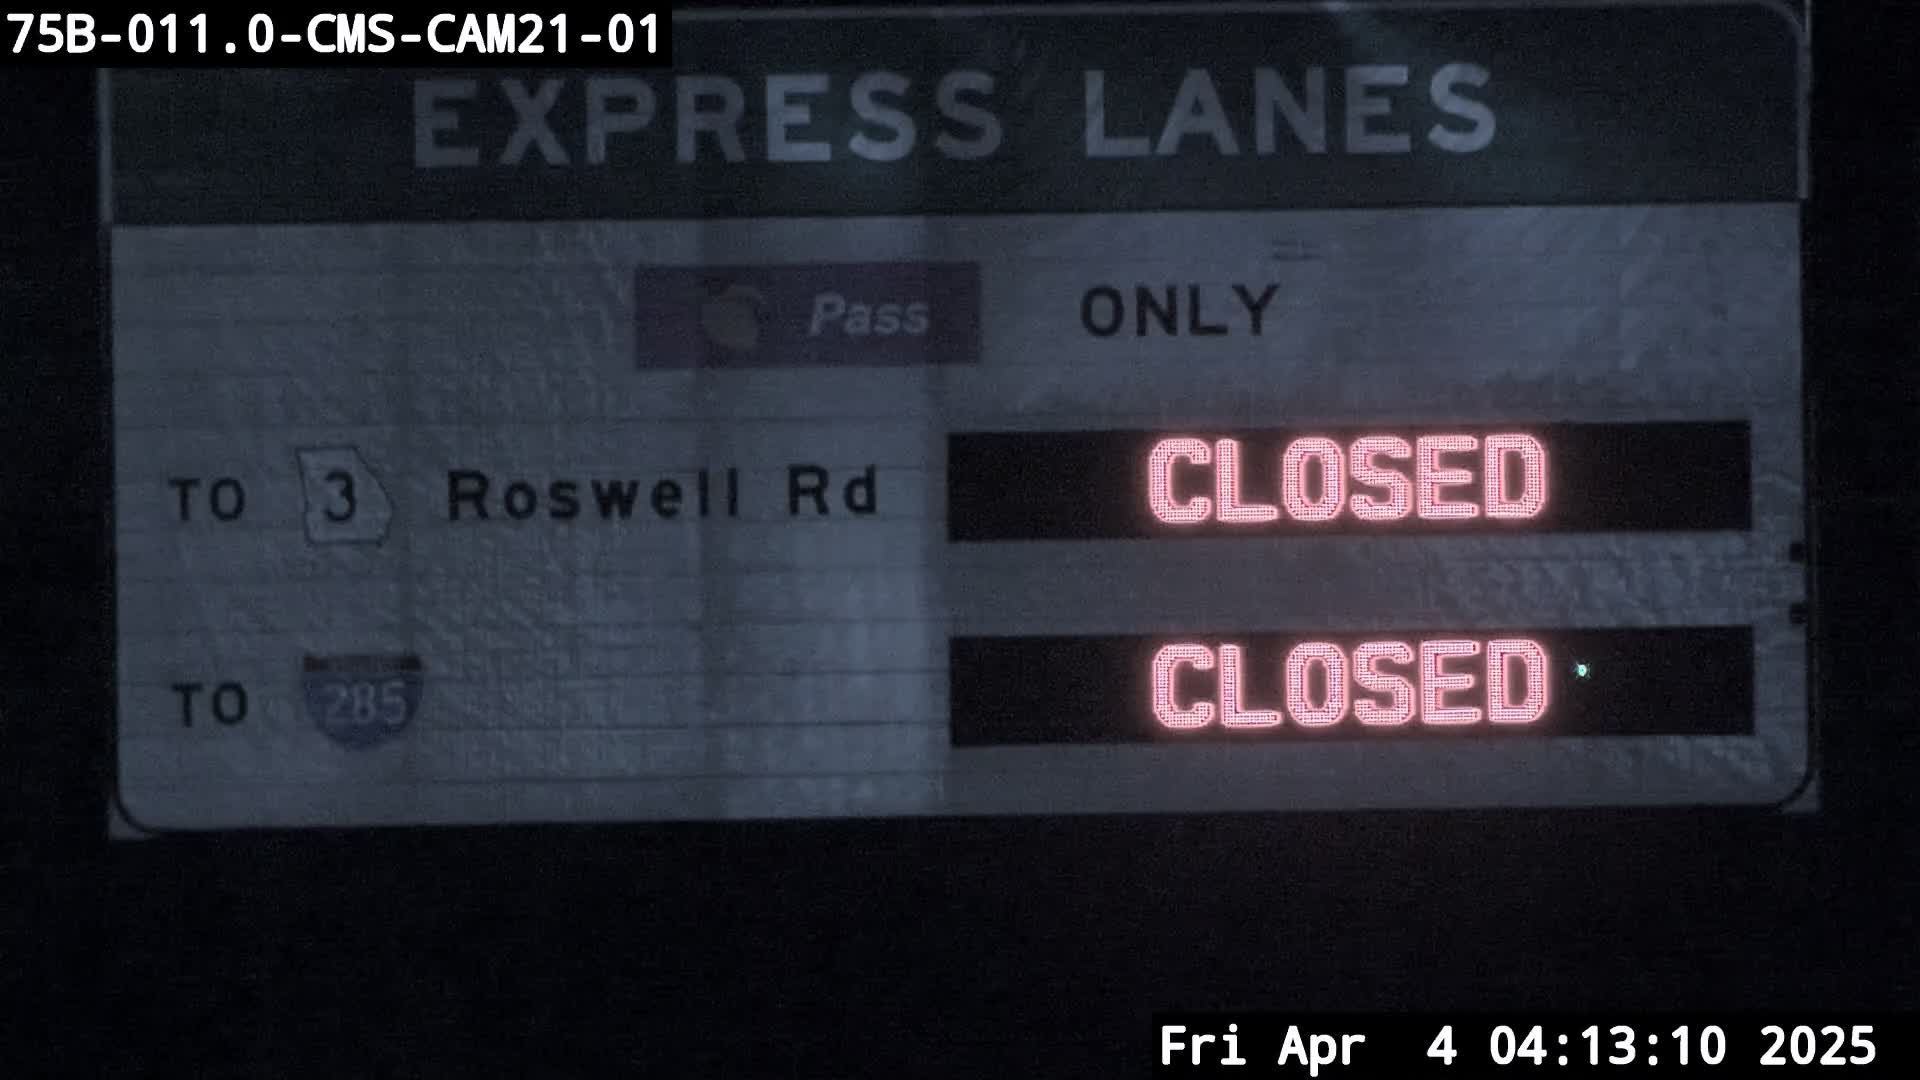 75B-011.0-CMS-CAM21-01
EXPRESS LANES
Pass ONLY
TO 3 Roswell Rd CLOSED
TO 285 CLOSED
Fri Apr 4 04:13:10 2025